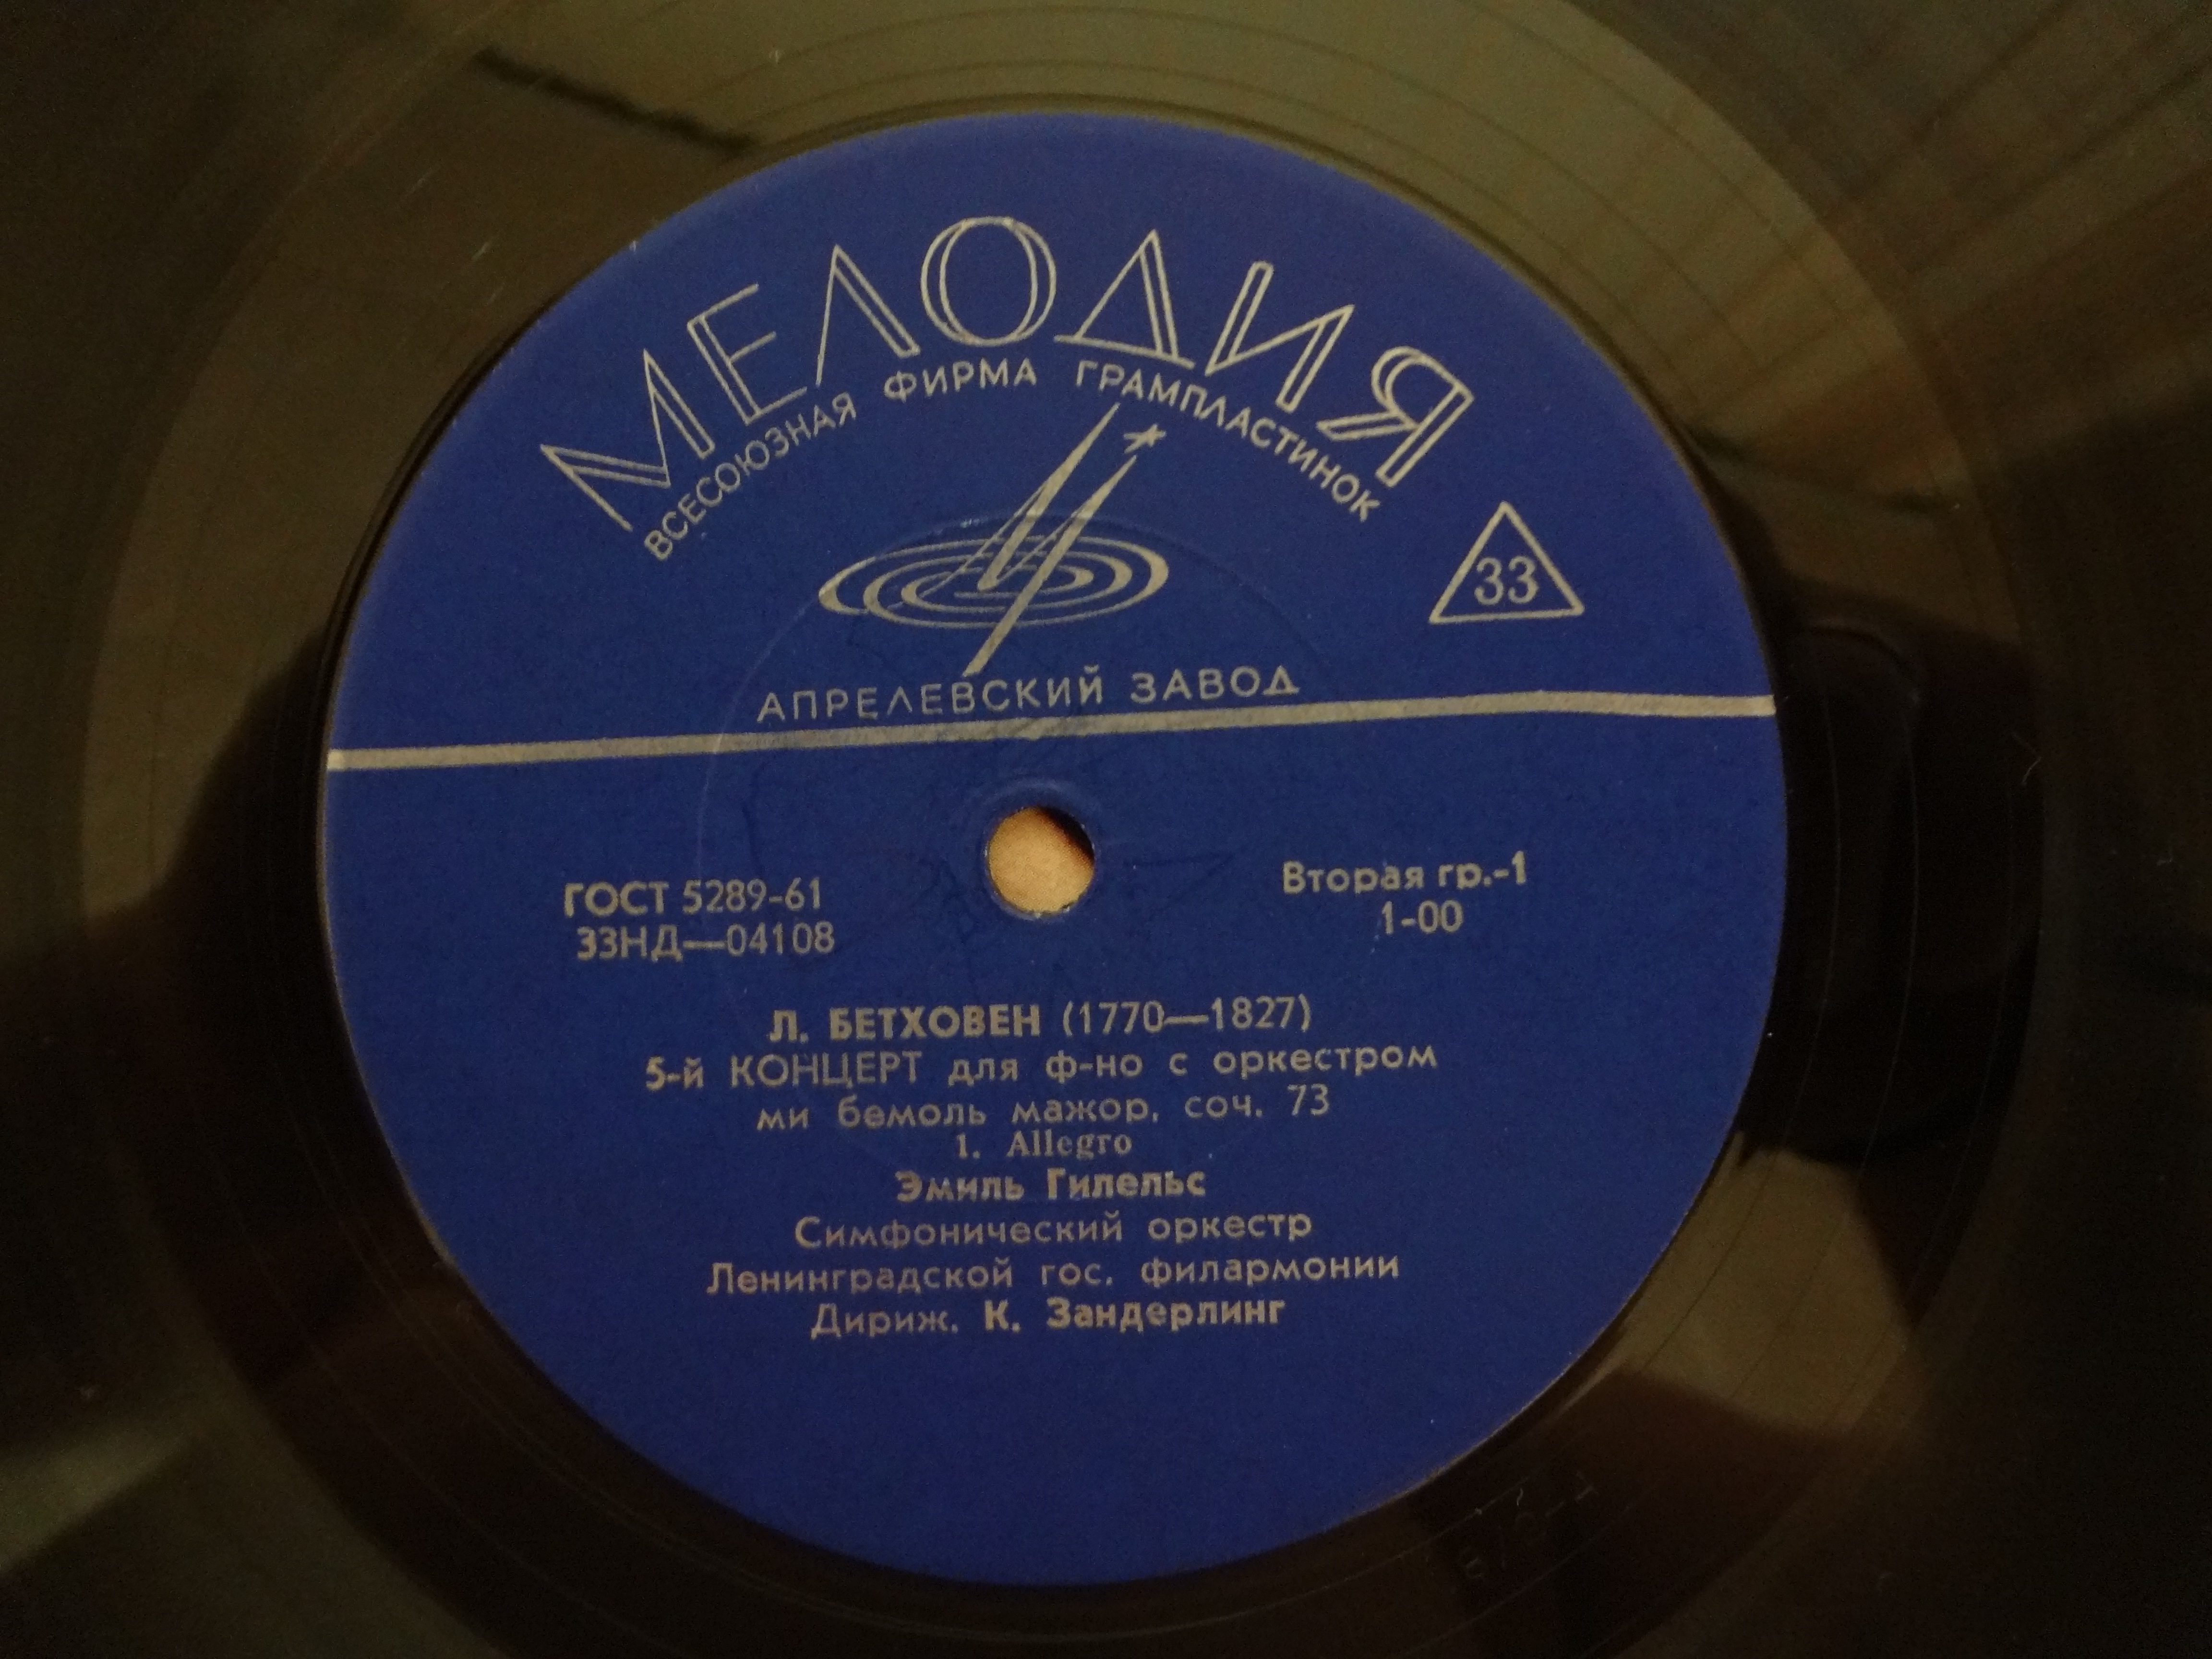 МЕЛОДИЯ
ВСЕСОЮЗНАЯ ФИРМА ГРАМПЛАСТИНОК
33
АПРЕЛЕВСКИЙ ЗАВОД
ГОСТ 5289-61
33НД—04108
Вторая гр.-1
1-00
Л. БЕТХОВЕН (1770—1827)
5-й КОНЦЕРТ для ф-но с оркестром
ми бемоль мажор, соч. 73
1. Allegro
Эмиль Гилельс
Симфонический оркестр
Ленинградской гос. филармонии
Дириж. К. Зандерлинг